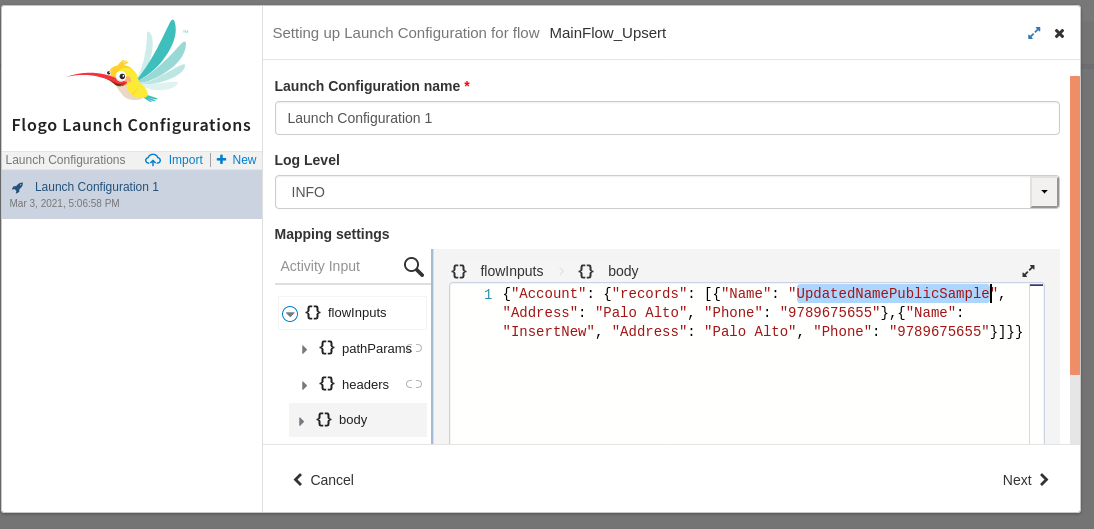 Setting up Launch Configuration for flow MainFlow_Upsert
Flogo Launch Configurations
Launch Configurations Import + New
Launch Configuration 1
Mar 3, 2021, 5:06:58 PM
Launch Configuration name *
Launch Configuration 1
Log Level
INFO
Mapping settings
Activity Input
{} flowInputs
{} pathParams
{} headers
{} body
{} flowInputs > {} body
1 {"Account": {"records": [{"Name": "UpdatedNamePublicSample",
"Address": "Palo Alto", "Phone": "9789675655"},{"Name":
"InsertNew", "Address": "Palo Alto", "Phone": "9789675655"}]}}
Cancel
Next